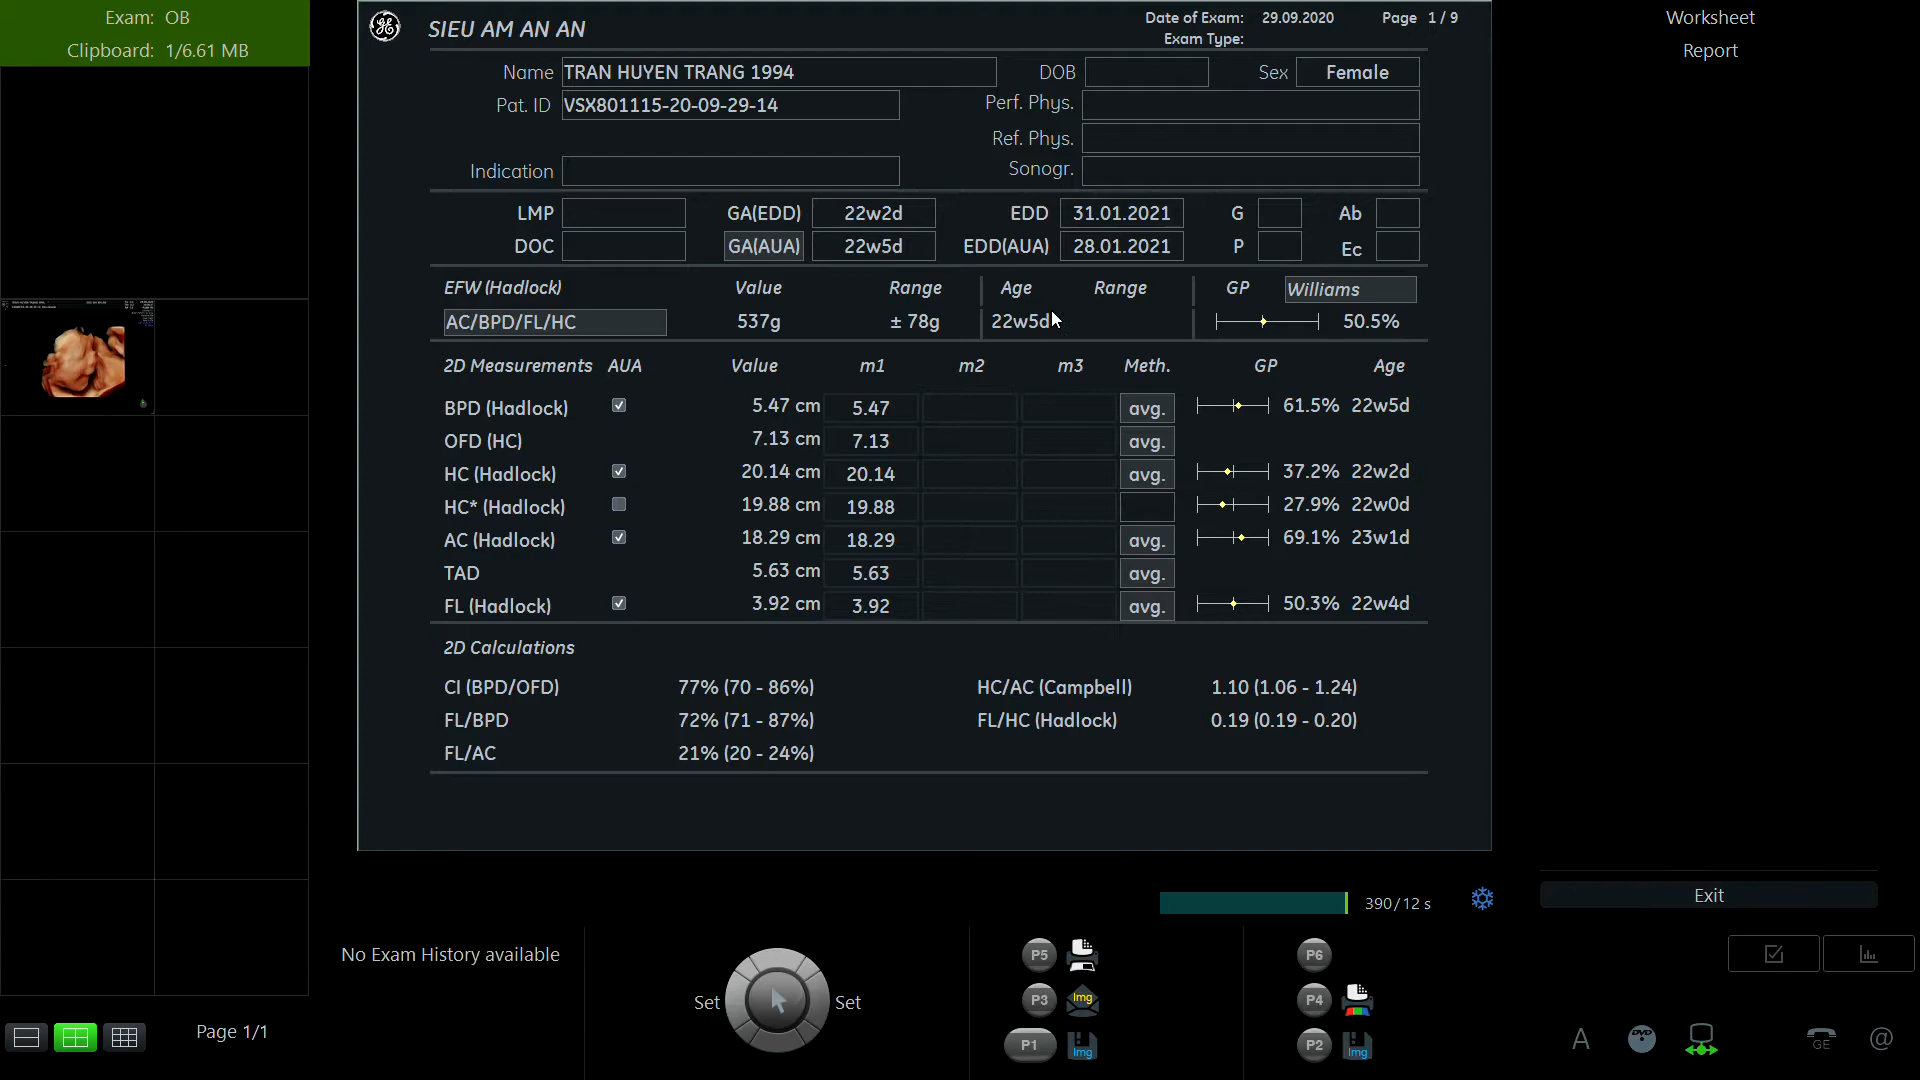 Exam: OB
Clipboard: 1/6.61 MB
SIEU AM AN AN
Date of Exam: 29.09.2020 Page 1 / 9
Exam Type:
Name TRAN HUYEN TRANG 1994 DOB Sex Female
Pat. ID VSX801115-20-09-29-14 Perf. Phys.
Ref. Phys.
Indication Sonogr.
LMP GA(EDD) 22w2d EDD 31.01.2021 G Ab
DOC GA(AUA) 22w5d EDD(AUA) 28.01.2021 P Ec
EFW (Hadlock) Value Range Age Range GP Williams
AC/BPD/FL/HC 537g ± 78g 22w5d 50.5%
2D Measurements AUA Value m1 m2 m3 Meth. GP Age
BPD (Hadlock) 5.47 cm 5.47 avg. 61.5% 22w5d
OFD (HC) 7.13 cm 7.13 avg.
HC (Hadlock) 20.14 cm 20.14 avg. 37.2% 22w2d
HC* (Hadlock) 19.88 cm 19.88 27.9% 22w0d
AC (Hadlock) 18.29 cm 18.29 avg. 69.1% 23w1d
TAD 5.63 cm 5.63 avg.
FL (Hadlock) 3.92 cm 3.92 avg. 50.3% 22w4d
2D Calculations
CI (BPD/OFD) 77% (70 - 86%) HC/AC (Campbell) 1.10 (1.06 - 1.24)
FL/BPD 72% (71 - 87%) FL/HC (Hadlock) 0.19 (0.19 - 0.20)
FL/AC 21% (20 - 24%)
Worksheet
Report
390/12 s
Exit
No Exam History available
Set Set
P5 P6
P3 Img P4
P1 Img P2 Img
Page 1/1
A DVD GE @